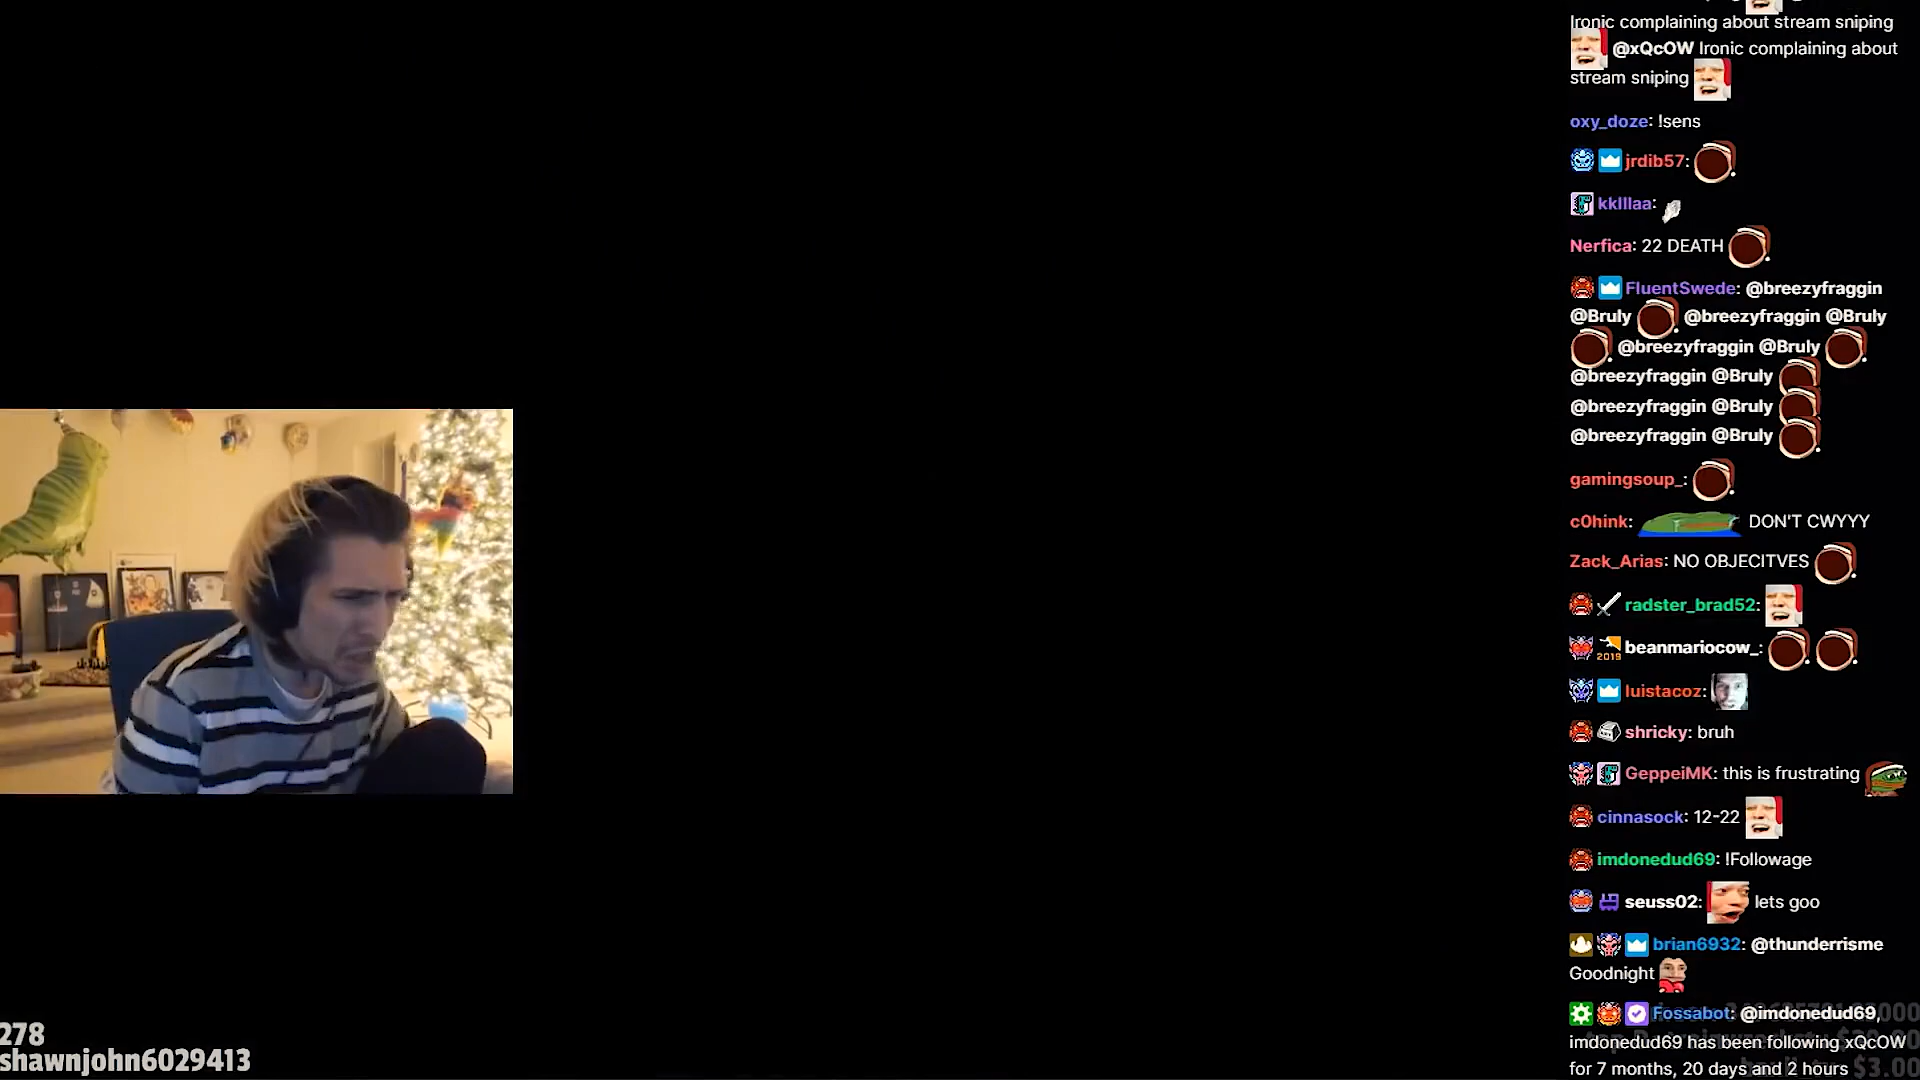 Ironic complaining about stream sniping
@xQcOW Ironic complaining about
stream sniping
oxy_doze: !sens
jrdib57:
kklllaa:
Nerfica: 22 DEATH
FluentSwede: @breezyfraggin
@Bruly @breezyfraggin @Bruly
@breezyfraggin @Bruly
@breezyfraggin @Bruly
@breezyfraggin @Bruly
@breezyfraggin @Bruly
gamingsoup_:
c0hink: DON'T CWYYY
Zack_Arias: NO OBJECITVES
radster_brad52:
2019 beanmariocow_:
luistacoz:
shricky: bruh
GeppeiMK: this is frustrating
cinnasock: 12-22
imdonedud69: !Followage
seuss02: lets goo
brian6932: @thunderrisme
Goodnight
Fossabot: @imdonedud69,
imdonedud69 has been following xQcOW
for 7 months, 20 days and 2 hours
$3.00
278
shawnjohn6029413